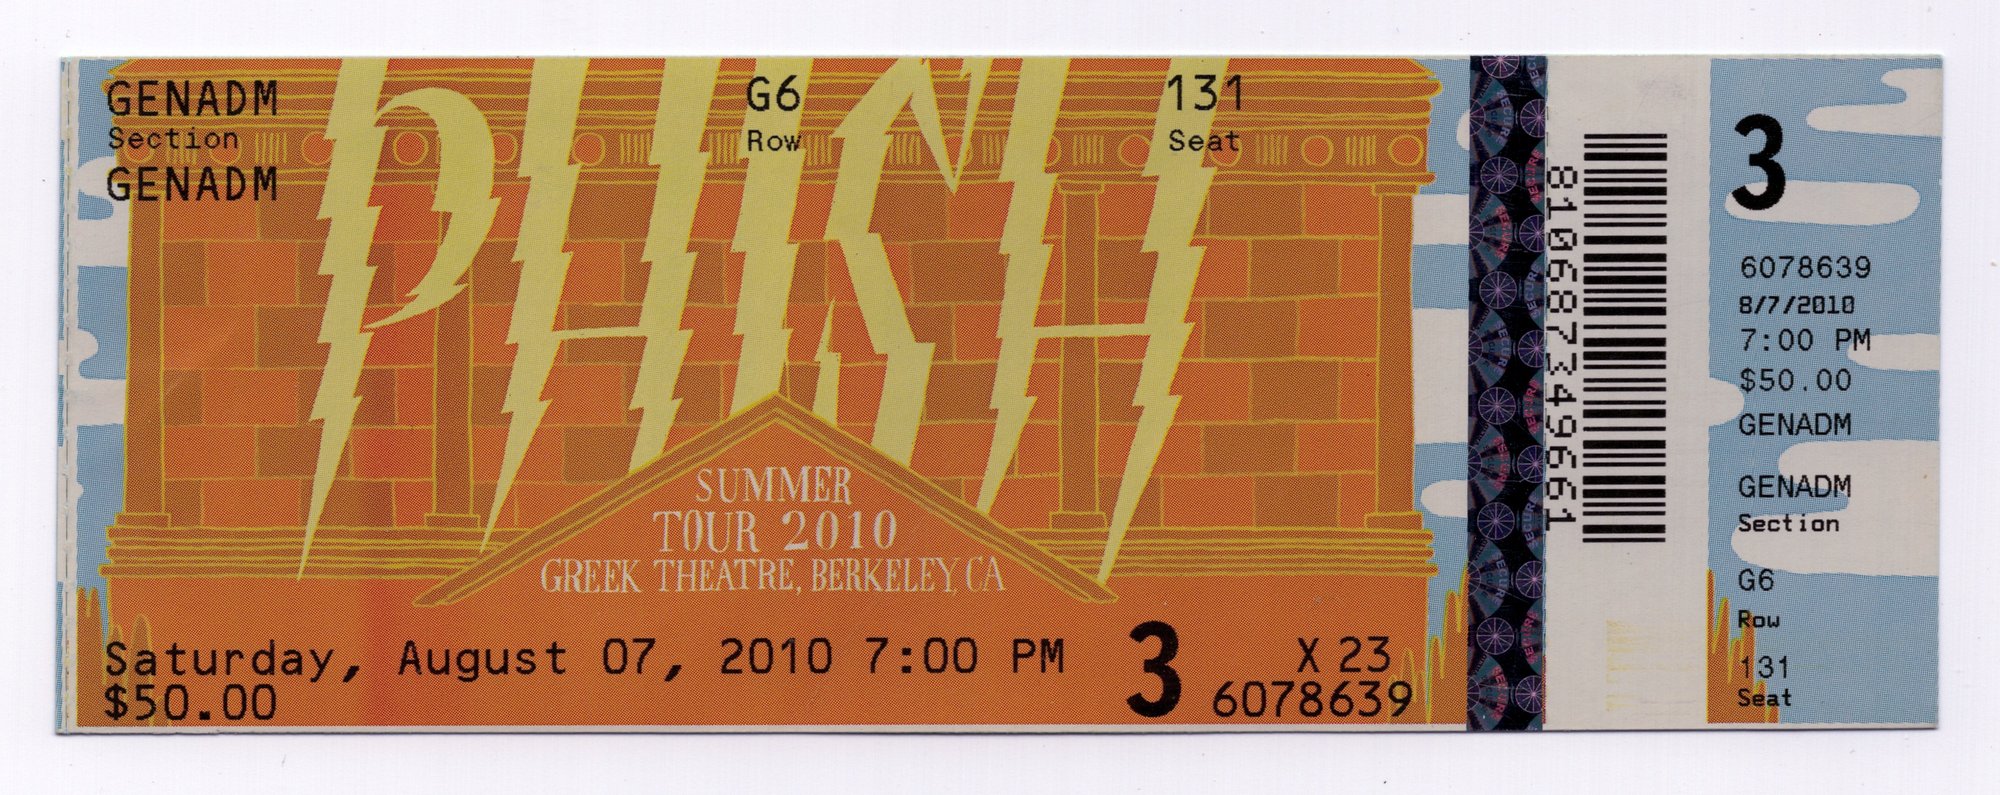 GENADM
Section
GENADM
G6
Row
131
Seat
PHISH
SUMMER
TOUR 2010
GREEK THEATRE, BERKELEY, CA
Saturday, August 07, 2010 7:00 PM
$50.00
3
X 23
6078639
SECURE
810687349661
3
6078639
8/7/2010
7:00 PM
$50.00
GENADM
GENADM
Section
G6
Row
131
Seat